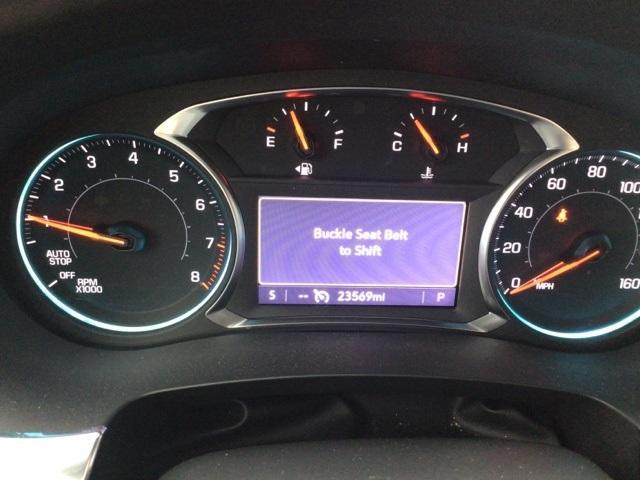 E F
C H
1 2 3 4 5 6 7 8
AUTO
STOP
OFF
RPM
X1000
Buckle Seat Belt
to Shift
S -- 23569mi P
0 20 40 60 80 100 160
MPH